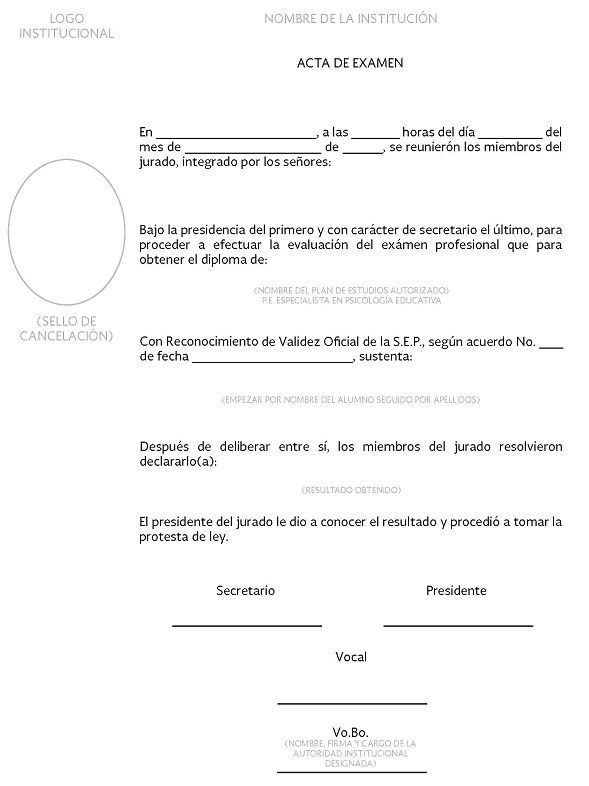 LOGO
INSTITUCIONAL
NOMBRE DE LA INSTITUCIÓN
ACTA DE EXAMEN
En ________________________, a las _______ horas del día _________ del
mes de ____________________ de ______, se reunierón los miembros del
jurado, integrado por los señores:
Bajo la presidencia del primero y con carácter de secretario el último, para
proceder a efectuar la evaluación del exámen profesional que para
obtener el diploma de:
(NOMBRE DEL PLAN DE ESTUDIOS AUTORIZADO)
P.E. ESPECIALISTA EN PSICOLOGÍA EDUCATIVA
(SELLO DE
CANCELACIÓN)
Con Reconocimiento de Validez Oficial de la S.E.P., según acuerdo No. ___
de fecha ________________________, sustenta:
(EMPEZAR POR NOMBRE DEL ALUMNO SEGUIDO POR APELLIDOS)
Después de deliberar entre sí, los miembros del jurado resolvieron
declararlo(a):
(RESULTADO OBTENIDO)
El presidente del jurado le dio a conocer el resultado y procedió a tomar la
protesta de ley.
Secretario
Presidente
Vocal
Vo.Bo.
(NOMBRE, FIRMA Y CARGO DE LA
AUTORIDAD INSTITUCIONAL
DESIGNADA)